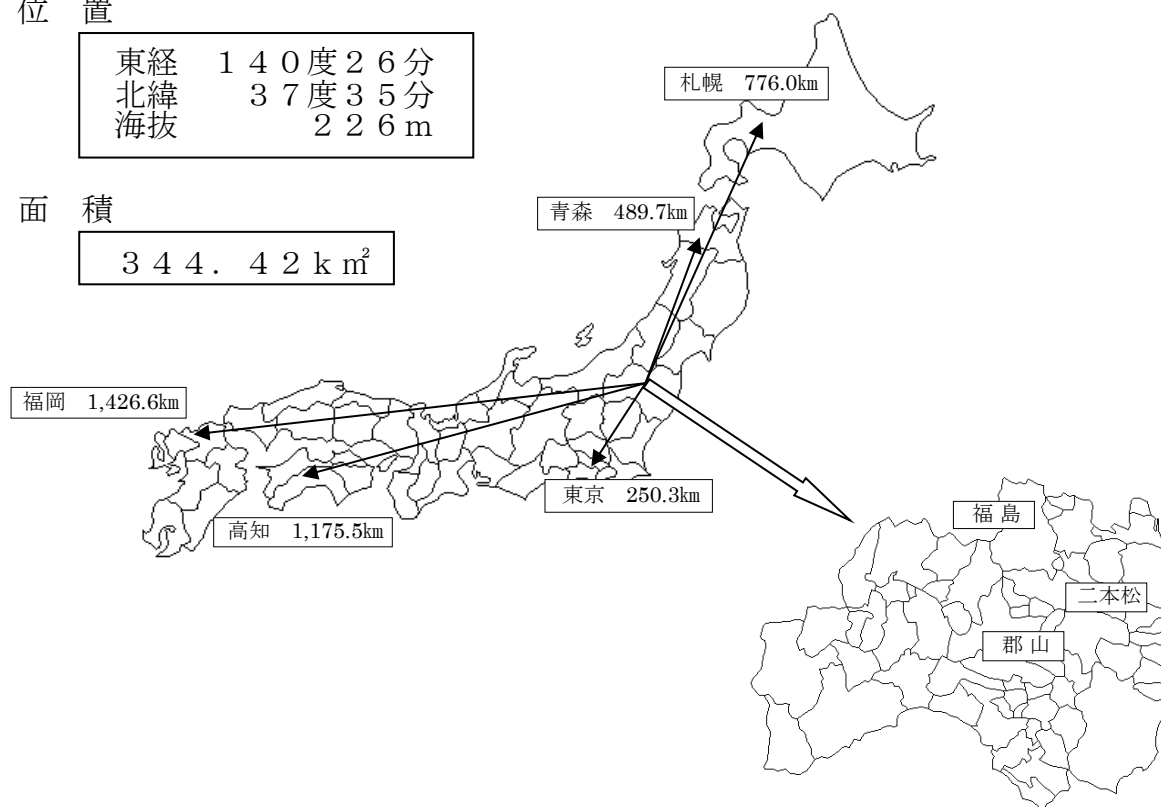 位　置
東経　１４０度２６分
北緯　　３７度３５分
海抜　　　　２２６ｍ
面　積
３４４．４２ｋ㎡
札幌　776.0㎞
青森　489.7㎞
福岡　1,426.6㎞
高知　1,175.5㎞
東京　250.3㎞
福 島
二本松
郡 山